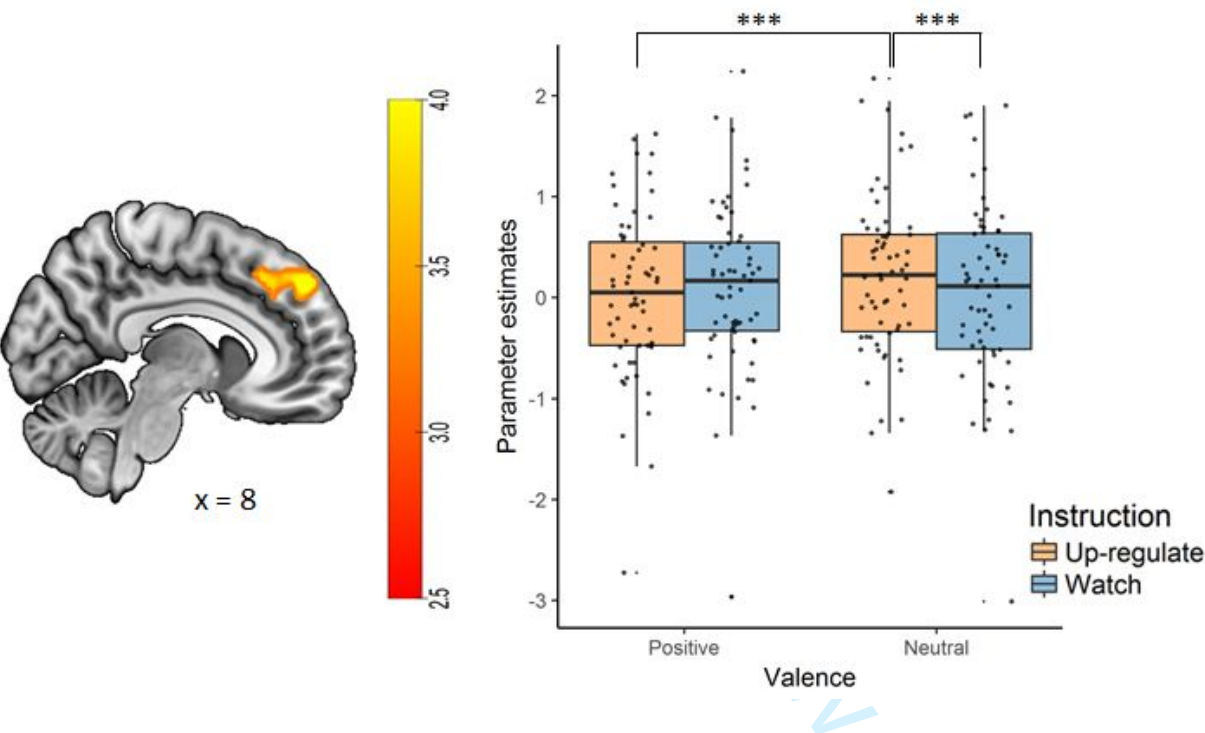 *** ***
4.0
3.5
3.0
2.5
x = 8
Parameter estimates
2
1
0
-1
-2
-3
Positive Neutral
Valence
Instruction
Up-regulate
Watch